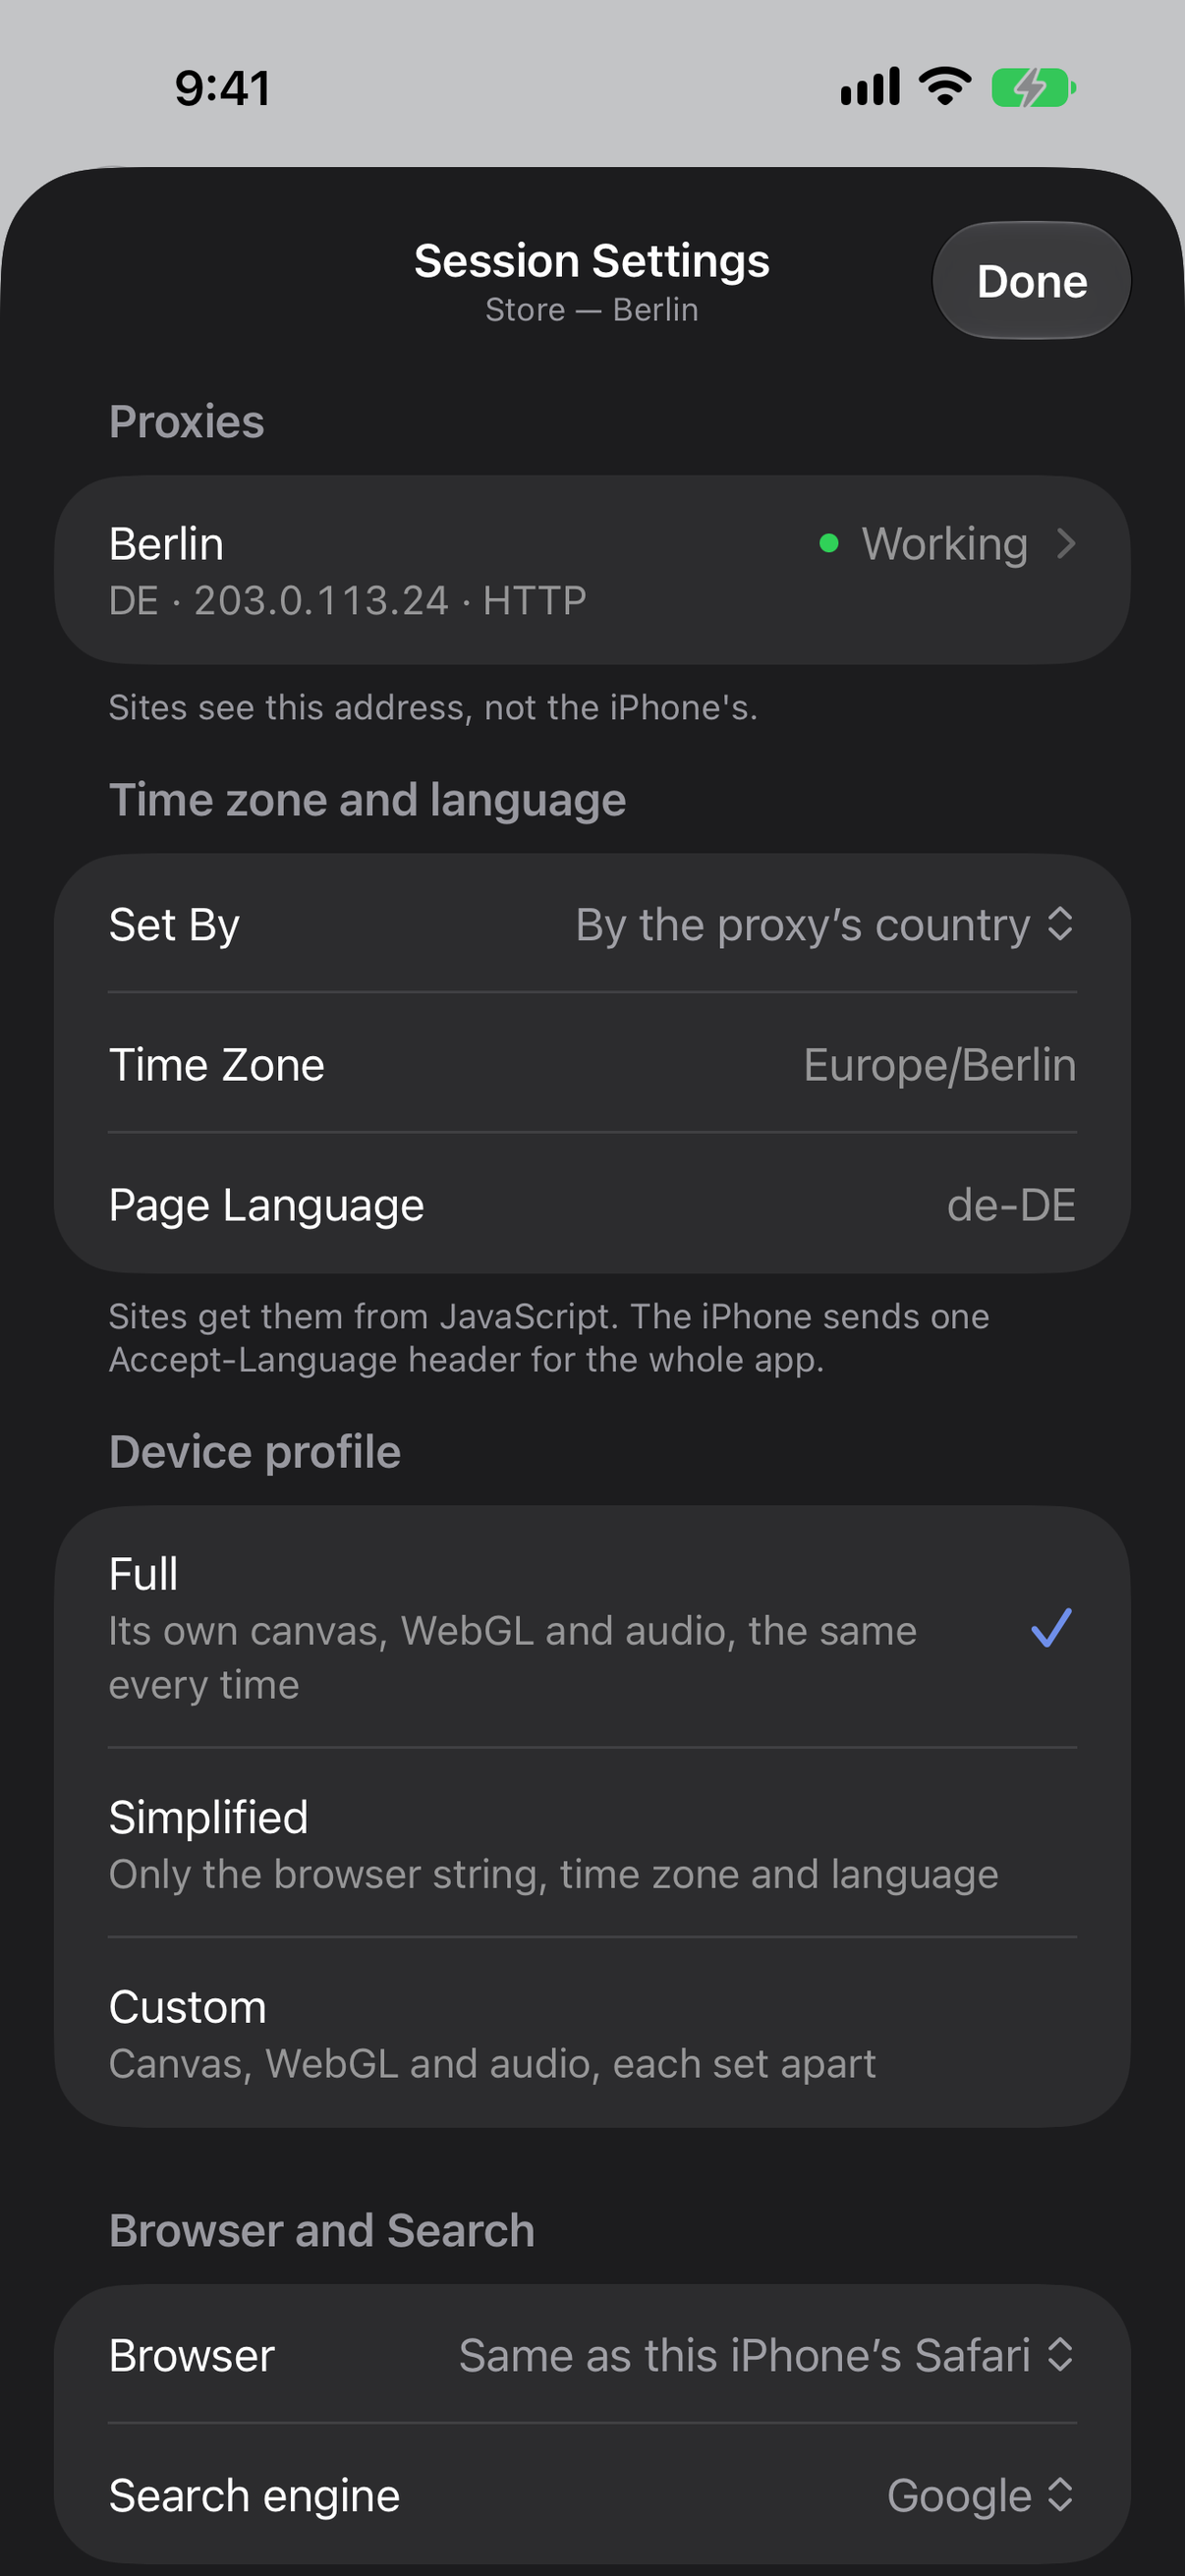 9:41
Session Settings
Store — Berlin
Done
Proxies
Berlin
Working
DE · 203.0.113.24 · HTTP
Sites see this address, not the iPhone's.
Time zone and language
Set By
By the proxy’s country
Time Zone
Europe/Berlin
Page Language
de-DE
Sites get them from JavaScript. The iPhone sends one
Accept-Language header for the whole app.
Device profile
Full
Its own canvas, WebGL and audio, the same
every time
Simplified
Only the browser string, time zone and language
Custom
Canvas, WebGL and audio, each set apart
Browser and Search
Browser
Same as this iPhone’s Safari
Search engine
Google